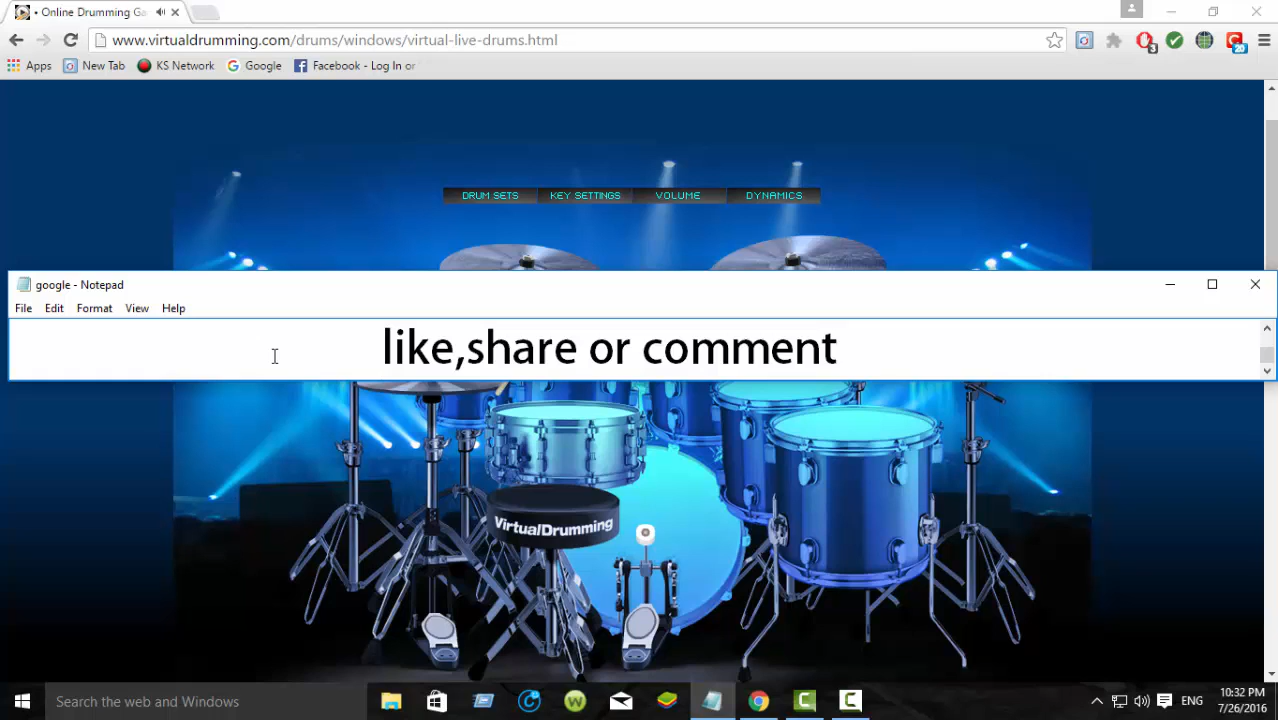 • Online Drumming Ga
www.virtualdrumming.com/drums/windows/virtual-live-drums.html
3
20
Apps
New Tab
KS Network
Google
Facebook - Log In or
DRUM SETS
KEY SETTINGS
VOLUME
DYNAMICS
google - Notepad
File Edit Format View Help
like,share or comment
VirtualDrumming
Search the web and Windows
ENG
10:32 PM
7/26/2016